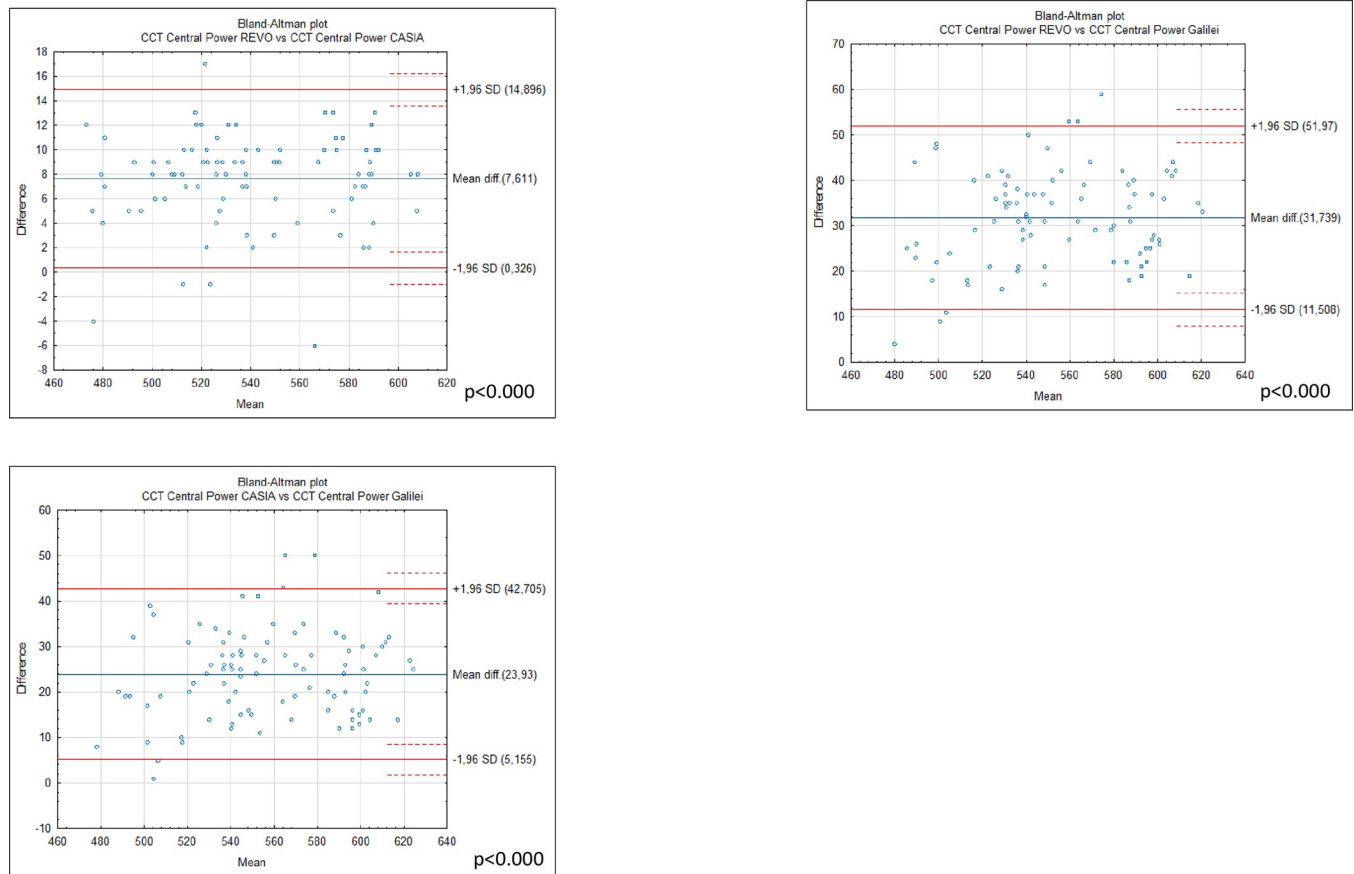 Bland-Altman plot
CCT Central Power REVO vs CCT Central Power CASIA
18
16
14
12
10
8
6
4
2
0
-2
-4
-6
-8
Difference
+1,96 SD (14,896)
Mean diff.(7,611)
-1,96 SD (0,326)
460 480 500 520 540 560 580 600 620
Mean
p<0.000
Bland-Altman plot
CCT Central Power REVO vs CCT Central Power Galilei
70
60
50
40
30
20
10
0
Difference
+1,96 SD (51,97)
Mean diff.(31,739)
-1,96 SD (11,508)
460 480 500 520 540 560 580 600 620 640
Mean
p<0.000
Bland-Altman plot
CCT Central Power CASIA vs CCT Central Power Galilei
60
50
40
30
20
10
0
-10
Difference
+1,96 SD (42,705)
Mean diff.(23,93)
-1,96 SD (5,155)
460 480 500 520 540 560 580 600 620 640
Mean
p<0.000